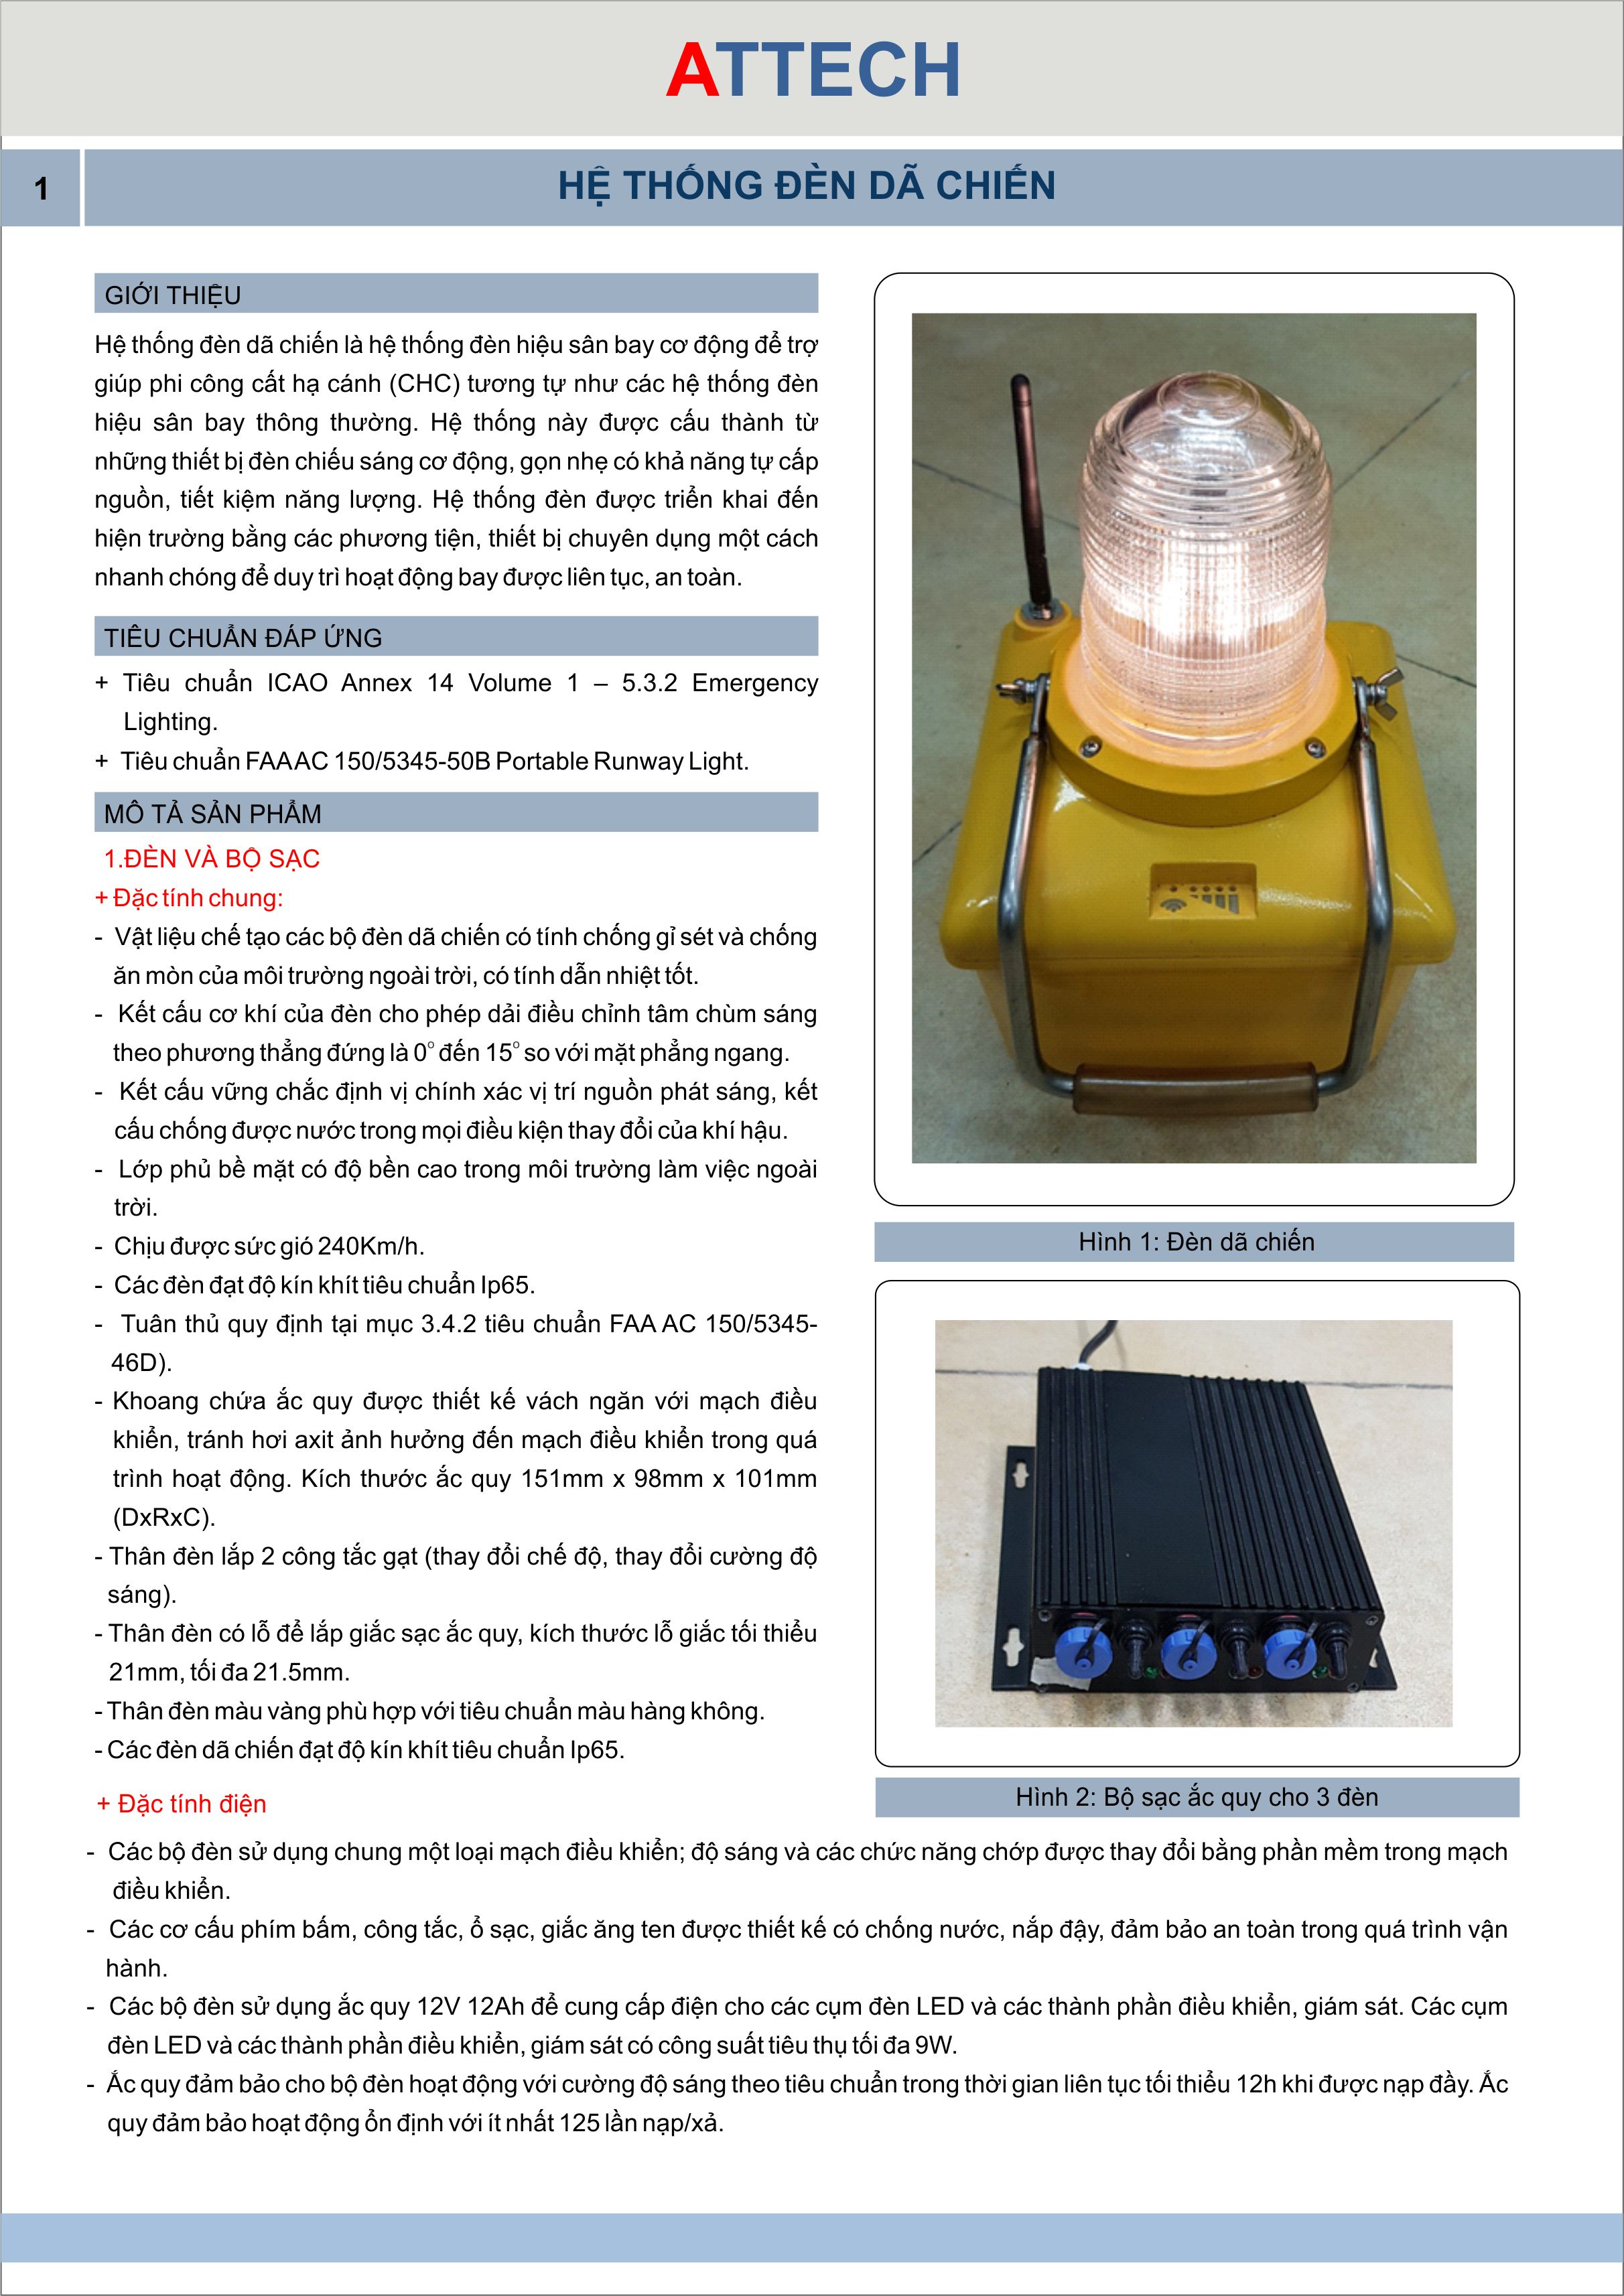 ATTECH
1
HỆ THỐNG ĐÈN DÃ CHIẾN
GIỚI THIỆU
Hệ thống đèn dã chiến là hệ thống đèn hiệu sân bay cơ động để trợ
giúp phi công cất hạ cánh (CHC) tương tự như các hệ thống đèn
hiệu sân bay thông thường. Hệ thống này được cấu thành từ
những thiết bị đèn chiếu sáng cơ động, gọn nhẹ có khả năng tự cấp
nguồn, tiết kiệm năng lượng. Hệ thống đèn được triển khai đến
hiện trường bằng các phương tiện, thiết bị chuyên dụng một cách
nhanh chóng để duy trì hoạt động bay được liên tục, an toàn.
TIÊU CHUẨN ĐÁP ỨNG
+ Tiêu chuẩn ICAO Annex 14 Volume 1 – 5.3.2 Emergency
Lighting.
+ Tiêu chuẩn FAA AC 150/5345-50B Portable Runway Light.
MÔ TẢ SẢN PHẨM
1.ĐÈN VÀ BỘ SẠC
+ Đặc tính chung:
- Vật liệu chế tạo các bộ đèn dã chiến có tính chống gỉ sét và chống
ăn mòn của môi trường ngoài trời, có tính dẫn nhiệt tốt.
- Kết cấu cơ khí của đèn cho phép dải điều chỉnh tâm chùm sáng
theo phương thẳng đứng là 0° đến 15° so với mặt phẳng ngang.
- Kết cấu vững chắc định vị chính xác vị trí nguồn phát sáng, kết
cấu chống được nước trong mọi điều kiện thay đổi của khí hậu.
- Lớp phủ bề mặt có độ bền cao trong môi trường làm việc ngoài
trời.
- Chịu được sức gió 240Km/h.
- Các đèn đạt độ kín khít tiêu chuẩn Ip65.
- Tuân thủ quy định tại mục 3.4.2 tiêu chuẩn FAA AC 150/5345-
46D).
- Khoang chứa ắc quy được thiết kế vách ngăn với mạch điều
khiển, tránh hơi axit ảnh hưởng đến mạch điều khiển trong quá
trình hoạt động. Kích thước ắc quy 151mm x 98mm x 101mm
(DxRxC).
- Thân đèn lắp 2 công tắc gạt (thay đổi chế độ, thay đổi cường độ
sáng).
- Thân đèn có lỗ để lắp giắc sạc ắc quy, kích thước lỗ giắc tối thiểu
21mm, tối đa 21.5mm.
- Thân đèn màu vàng phù hợp với tiêu chuẩn màu hàng không.
- Các đèn dã chiến đạt độ kín khít tiêu chuẩn Ip65.
Hình 1: Đèn dã chiến
Hình 2: Bộ sạc ắc quy cho 3 đèn
+ Đặc tính điện
- Các bộ đèn sử dụng chung một loại mạch điều khiển; độ sáng và các chức năng chớp được thay đổi bằng phần mềm trong mạch
điều khiển.
- Các cơ cấu phím bấm, công tắc, ổ sạc, giắc ăng ten được thiết kế có chống nước, nắp đậy, đảm bảo an toàn trong quá trình vận
hành.
- Các bộ đèn sử dụng ắc quy 12V 12Ah để cung cấp điện cho các cụm đèn LED và các thành phần điều khiển, giám sát. Các cụm
đèn LED và các thành phần điều khiển, giám sát có công suất tiêu thụ tối đa 9W.
- Ắc quy đảm bảo cho bộ đèn hoạt động với cường độ sáng theo tiêu chuẩn trong thời gian liên tục tối thiểu 12h khi được nạp đầy. Ắc
quy đảm bảo hoạt động ổn định với ít nhất 125 lần nạp/xả.